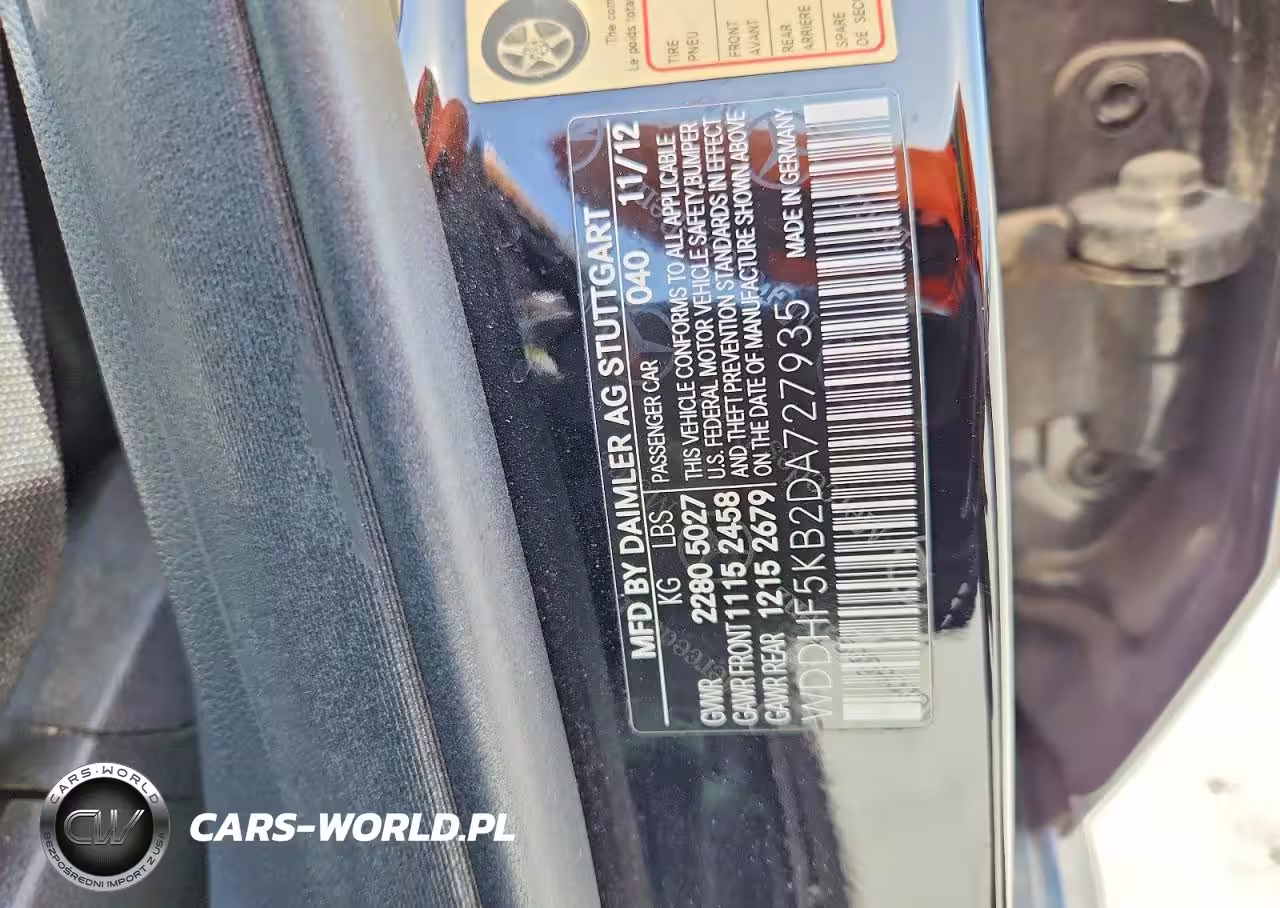 The com
Le poids total
TIRE
PNEU
FRONT
AVANT
REAR
ARRIÈRE
SPARE
DE SECO
MFD BY DAIMLER AG STUTTGART
KG LBS PASSENGER CAR 040 11/12
GVWR 2280 5027
GAWR FRONT 1115 2458
GAWR REAR 1215 2679
THIS VEHICLE CONFORMS TO ALL APPLICABLE
U.S. FEDERAL MOTOR VEHICLE SAFETY,BUMPER
AND THEFT PREVENTION STANDARDS IN EFFECT
ON THE DATE OF MANUFACTURE SHOWN ABOVE
MADE IN GERMANY
WDDHF5KB2DA727935
CARS-WORLD
CW
BEZPOŚREDNI IMPORT Z USA
CARS-WORLD.PL